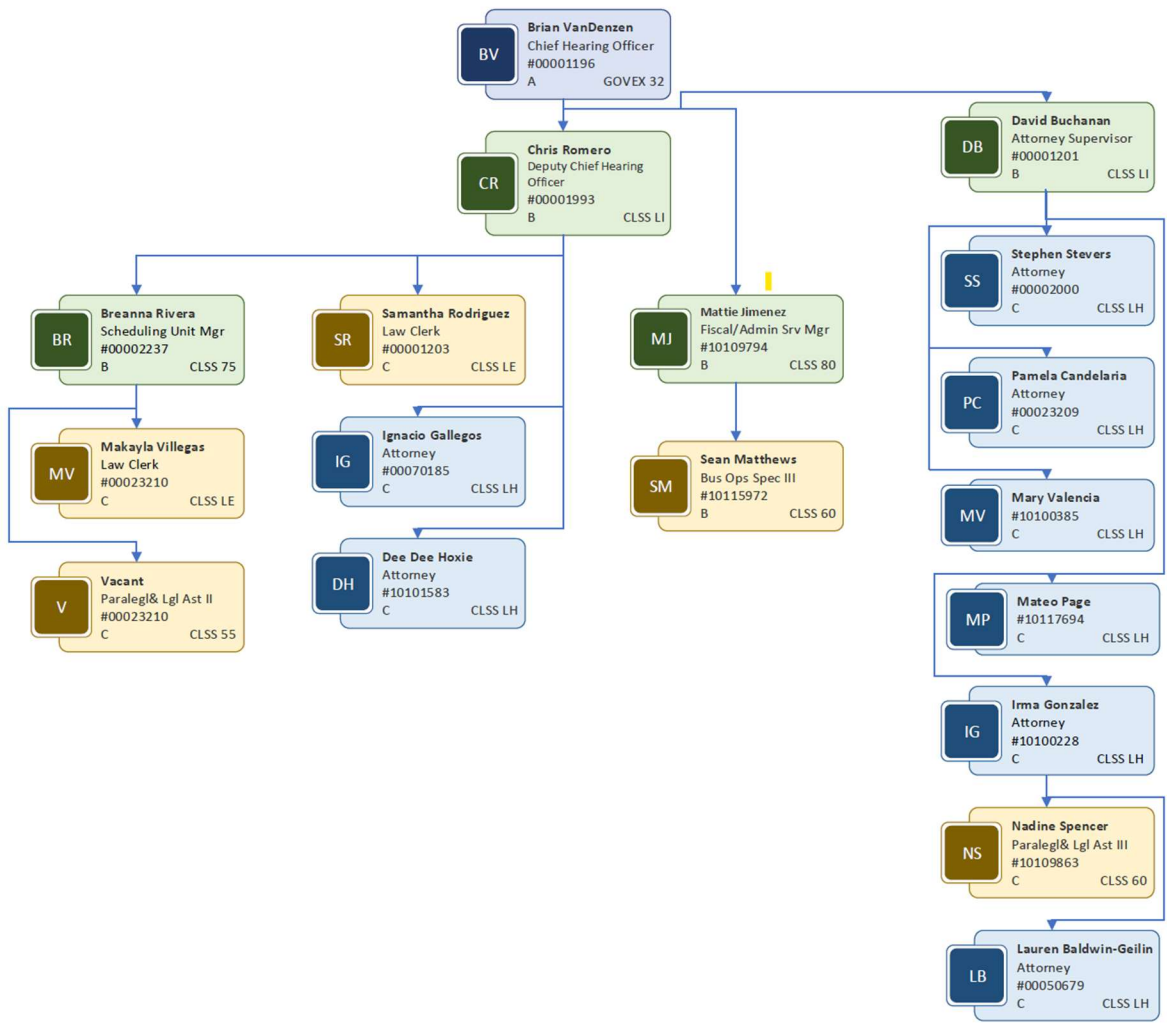 BV
Brian VanDenzen
Chief Hearing Officer
#00001196
A GOVEX 32
CR
Chris Romero
Deputy Chief Hearing
Officer
#00001993
B CLSS LI
DB
David Buchanan
Attorney Supervisor
#00001201
B CLSS LI
BR
Breanna Rivera
Scheduling Unit Mgr
#00002237
B CLSS 75
SR
Samantha Rodriguez
Law Clerk
#00001203
C CLSS LE
MJ
Mattie Jimenez
Fiscal/Admin Srv Mgr
#10109794
B CLSS 80
SS
Stephen Stevers
Attorney
#00002000
C CLSS LH
PC
Pamela Candelaria
Attorney
#00023209
C CLSS LH
MV
Makayla Villegas
Law Clerk
#00023210
C CLSS LE
IG
Ignacio Gallegos
Attorney
#00070185
C CLSS LH
SM
Sean Matthews
Bus Ops Spec III
#10115972
B CLSS 60
MV
Mary Valencia
#10100385
C CLSS LH
V
Vacant
Paralegl& Lgl Ast II
#00023210
C CLSS 55
DH
Dee Dee Hoxie
Attorney
#10101583
C CLSS LH
MP
Mateo Page
#10117694
C CLSS LH
IG
Irma Gonzalez
Attorney
#10100228
C CLSS LH
NS
Nadine Spencer
Paralegl& Lgl Ast III
#10109863
C CLSS 60
LB
Lauren Baldwin-Geilin
Attorney
#00050679
C CLSS LH